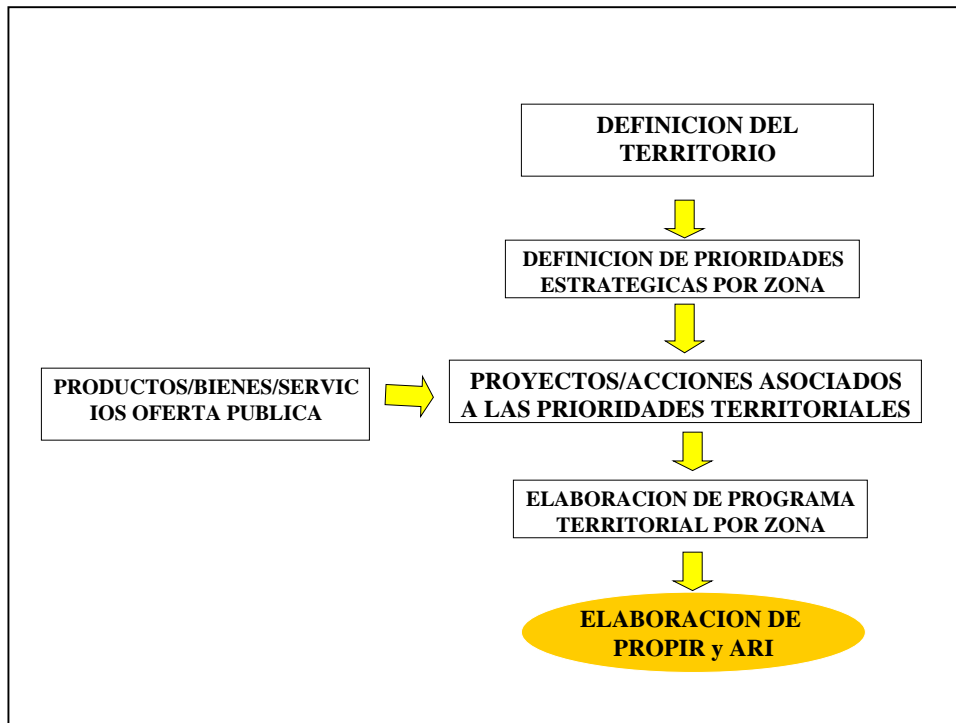 DEFINICION DEL
TERRITORIO
DEFINICION DE PRIORIDADES
ESTRATEGICAS POR ZONA
PRODUCTOS/BIENES/SERVIC
IOS OFERTA PUBLICA
PROYECTOS/ACCIONES ASOCIADOS
A LAS PRIORIDADES TERRITORIALES
ELABORACION DE PROGRAMA
TERRITORIAL POR ZONA
ELABORACION DE
PROPIR y ARI